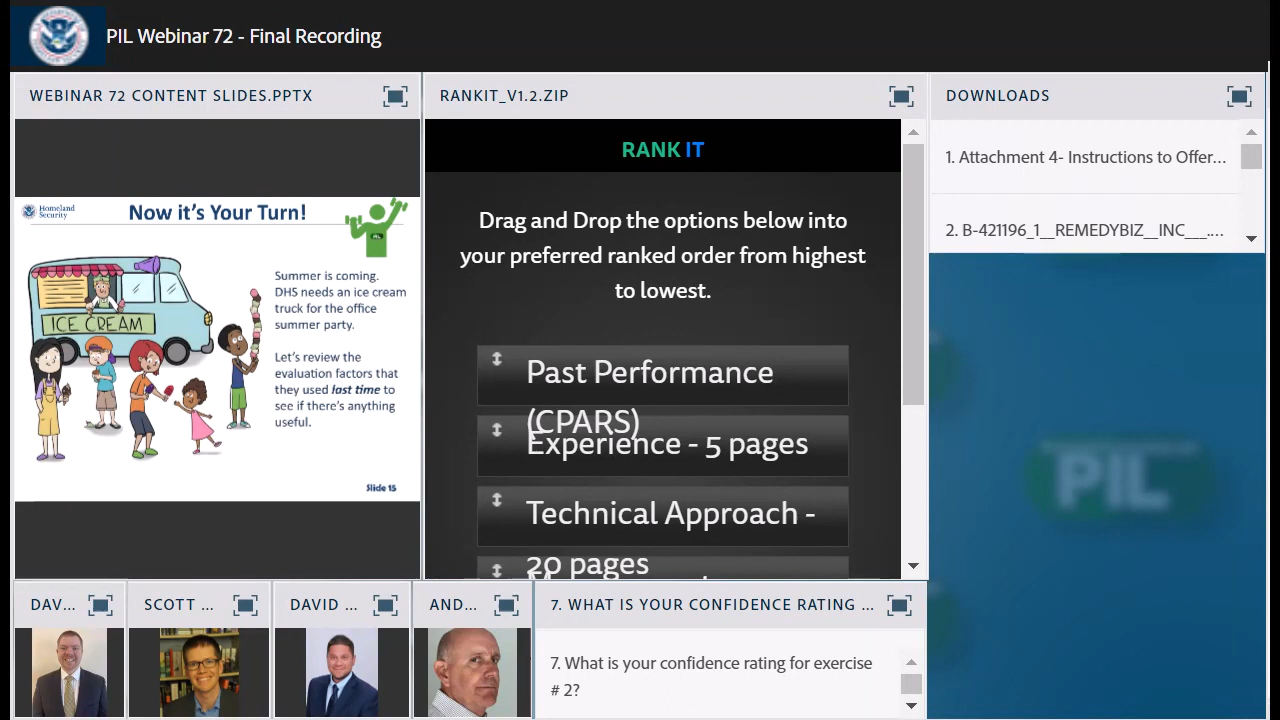 PIL Webinar 72 - Final Recording
WEBINAR 72 CONTENT SLIDES.PPTX
Homeland
Security
Now it's Your Turn!
PIL
ICE CREAM
Summer is coming.
DHS needs an ice cream
truck for the office
summer party.
Let's review the
evaluation factors that
they used last time to
see if there's anything
useful.
Slide 15
RANKIT_V1.2.ZIP
RANK IT
Drag and Drop the options below into
your preferred ranked order from highest
to lowest.
Past Performance
(CPARS)
Experience - 5 pages
Technical Approach -
20 pages
DOWNLOADS
1. Attachment 4- Instructions to Offer...
2. B-421196_1__REMEDYBIZ__INC___....
PIL
DAV...
SCOTT ...
DAVID ...
AND...
7. WHAT IS YOUR CONFIDENCE RATING ...
7. What is your confidence rating for exercise
# 2?